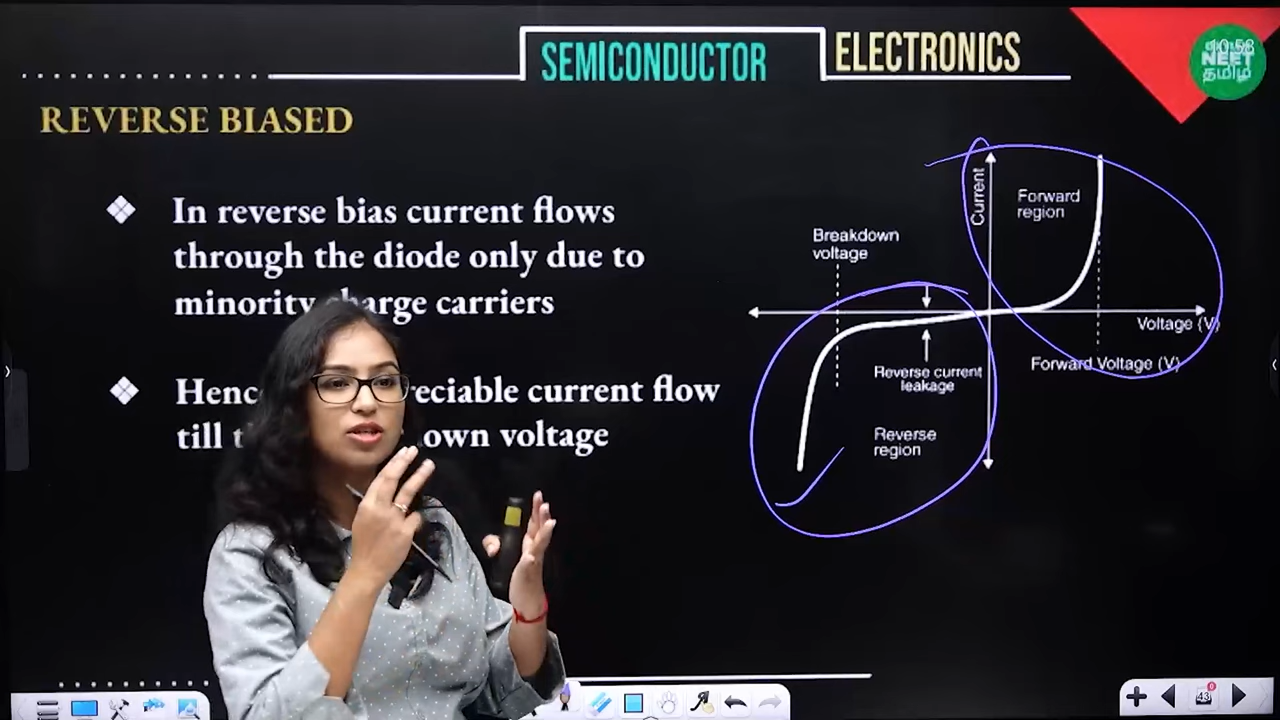 SEMICONDUCTOR ELECTRONICS
NEET
தமிழ்
REVERSE BIASED
In reverse bias current flows
through the diode only due to
minority charge carriers
reciable current flow
till own voltage
Current
Forward
region
Breakdown
voltage
Voltage (V)
Forward Voltage (V)
Reverse current
leakage
Reverse
region
43